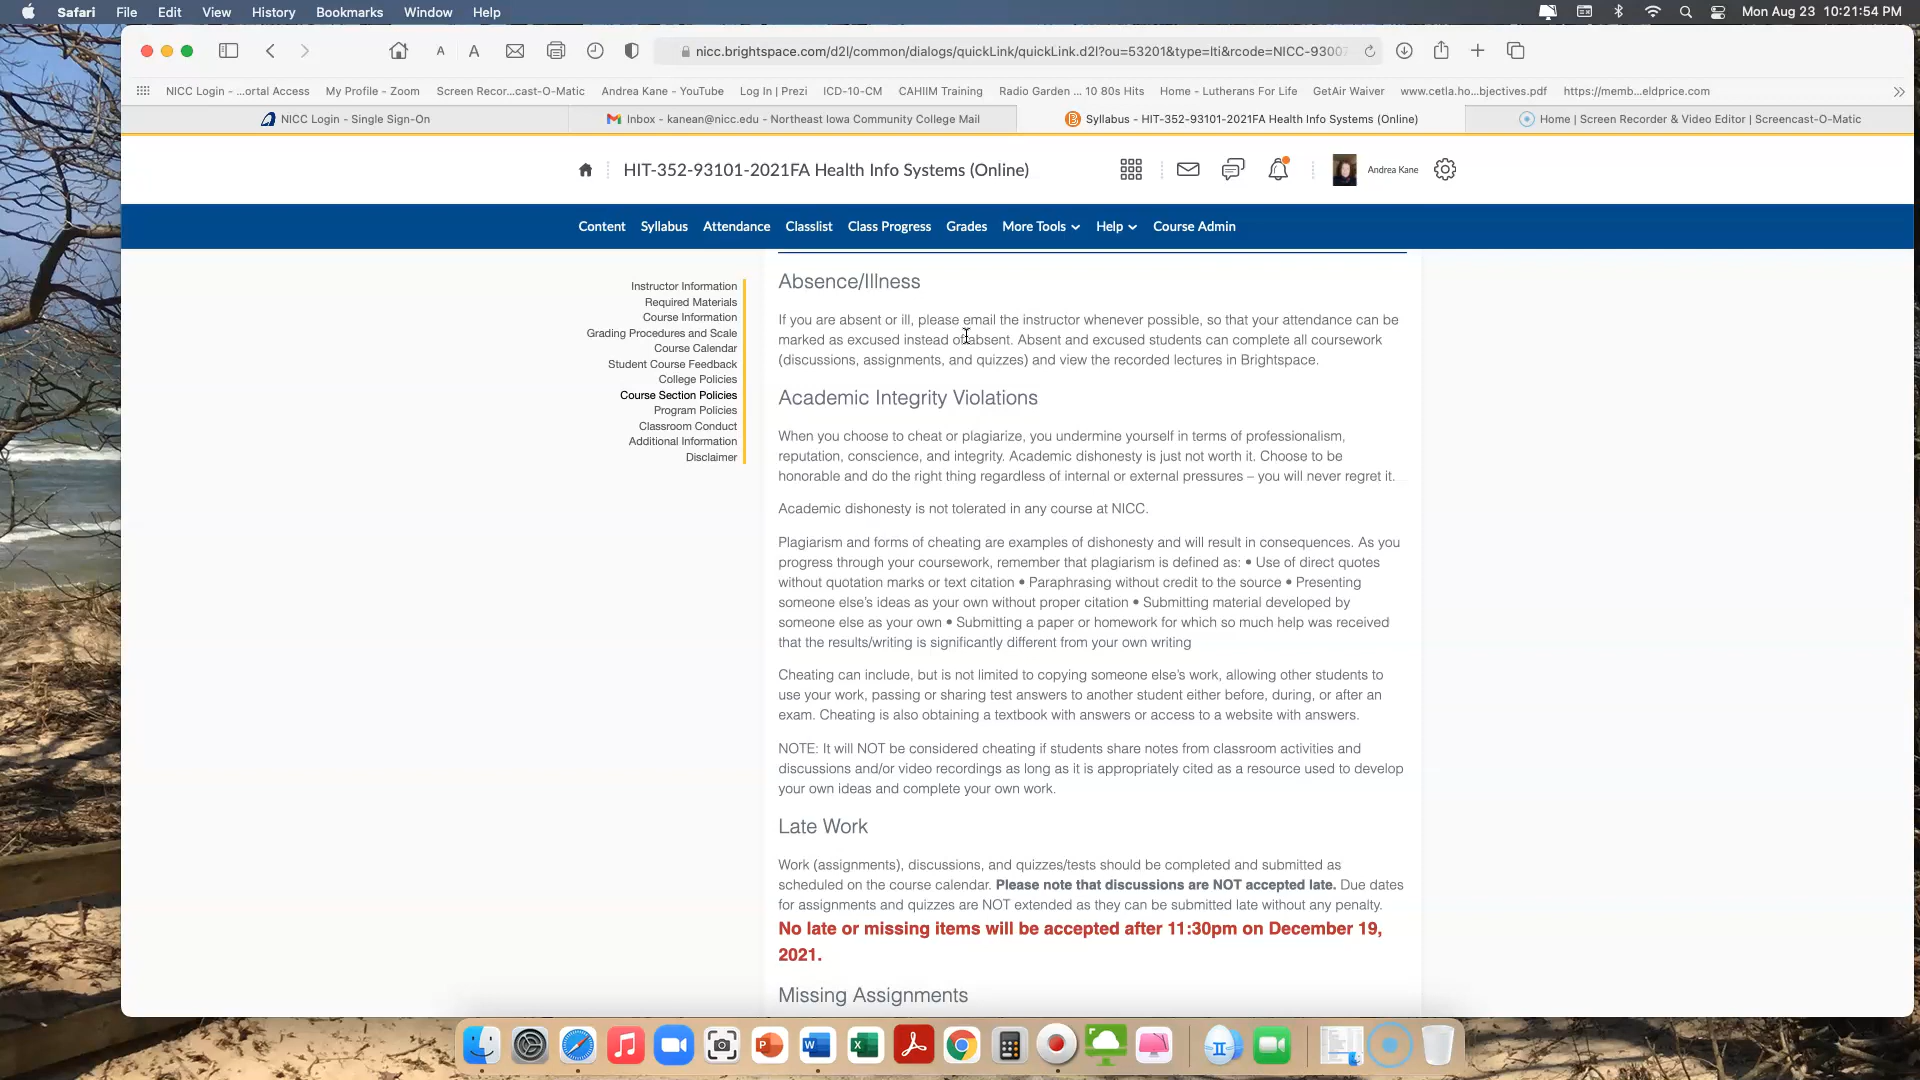 Safari File Edit View History Bookmarks Window Help Mon Aug 23 10:21:54 PM
A A nicc.brightspace.com/d2l/common/dialogs/quickLink/quickLink.d2l?ou=53201&type=lti&rcode=NICC-9300
NICC Login - ...ortal Access My Profile - Zoom Screen Recor...cast-O-Matic Andrea Kane - YouTube Log In | Prezi ICD-10-CM CAHIIM Training Radio Garden ... 10 80s Hits Home - Lutherans For Life GetAir Waiver www.cetla.ho...bjectives.pdf https://memb...eldprice.com
NICC Login - Single Sign-On Inbox - kanean@nicc.edu - Northeast Iowa Community College Mail Syllabus - HIT-352-93101-2021FA Health Info Systems (Online) Home | Screen Recorder & Video Editor | Screencast-O-Matic
HIT-352-93101-2021FA Health Info Systems (Online) Andrea Kane
Content Syllabus Attendance Classlist Class Progress Grades More Tools Help Course Admin
Instructor Information
Required Materials
Course Information
Grading Procedures and Scale
Course Calendar
Student Course Feedback
College Policies
Course Section Policies
Program Policies
Classroom Conduct
Additional Information
Disclaimer
Absence/Illness
If you are absent or ill, please email the instructor whenever possible, so that your attendance can be
marked as excused instead of absent. Absent and excused students can complete all coursework
(discussions, assignments, and quizzes) and view the recorded lectures in Brightspace.
Academic Integrity Violations
When you choose to cheat or plagiarize, you undermine yourself in terms of professionalism,
reputation, conscience, and integrity. Academic dishonesty is just not worth it. Choose to be
honorable and do the right thing regardless of internal or external pressures – you will never regret it.
Academic dishonesty is not tolerated in any course at NICC.
Plagiarism and forms of cheating are examples of dishonesty and will result in consequences. As you
progress through your coursework, remember that plagiarism is defined as: • Use of direct quotes
without quotation marks or text citation • Paraphrasing without credit to the source • Presenting
someone else’s ideas as your own without proper citation • Submitting material developed by
someone else as your own • Submitting a paper or homework for which so much help was received
that the results/writing is significantly different from your own writing
Cheating can include, but is not limited to copying someone else’s work, allowing other students to
use your work, passing or sharing test answers to another student either before, during, or after an
exam. Cheating is also obtaining a textbook with answers or access to a website with answers.
NOTE: It will NOT be considered cheating if students share notes from classroom activities and
discussions and/or video recordings as long as it is appropriately cited as a resource used to develop
your own ideas and complete your own work.
Late Work
Work (assignments), discussions, and quizzes/tests should be completed and submitted as
scheduled on the course calendar. Please note that discussions are NOT accepted late. Due dates
for assignments and quizzes are NOT extended as they can be submitted late without any penalty.
No late or missing items will be accepted after 11:30pm on December 19,
2021.
Missing Assignments